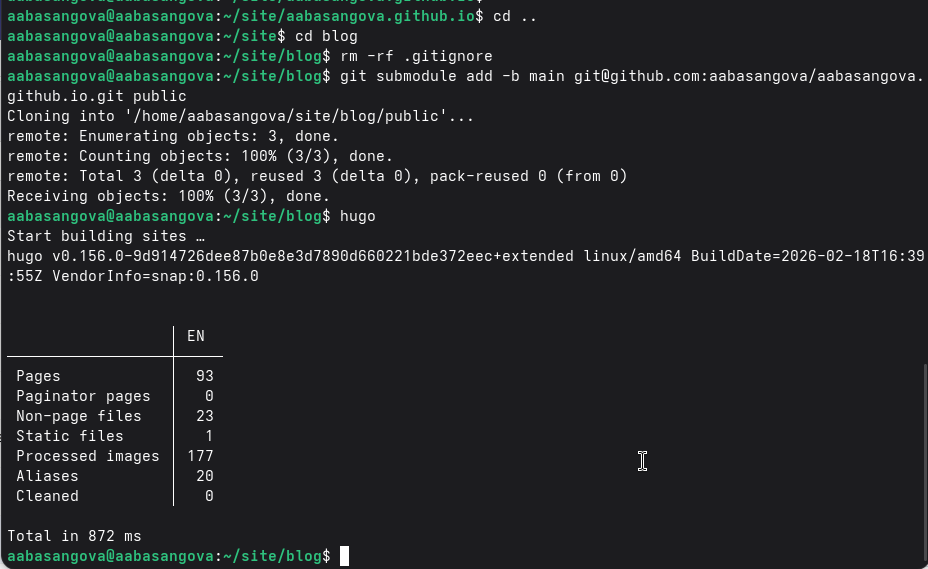 aabasangova@aabasangova:~/site/aabasangova.github.io$ cd ..
aabasangova@aabasangova:~/site$ cd blog
aabasangova@aabasangova:~/site/blog$ rm -rf .gitignore
aabasangova@aabasangova:~/site/blog$ git submodule add -b main git@github.com:aabasangova/aabasangova.
github.io.git public
Cloning into '/home/aabasangova/site/blog/public'...
remote: Enumerating objects: 3, done.
remote: Counting objects: 100% (3/3), done.
remote: Total 3 (delta 0), reused 3 (delta 0), pack-reused 0 (from 0)
Receiving objects: 100% (3/3), done.
aabasangova@aabasangova:~/site/blog$ hugo
Start building sites …
hugo v0.156.0-9d914726dee87b0e8e3d7890d660221bde372eec+extended linux/amd64 BuildDate=2026-02-18T16:39
:55Z VendorInfo=snap:0.156.0
EN
Pages 93
Paginator pages 0
Non-page files 23
Static files 1
Processed images 177
Aliases 20
Cleaned 0
Total in 872 ms
aabasangova@aabasangova:~/site/blog$